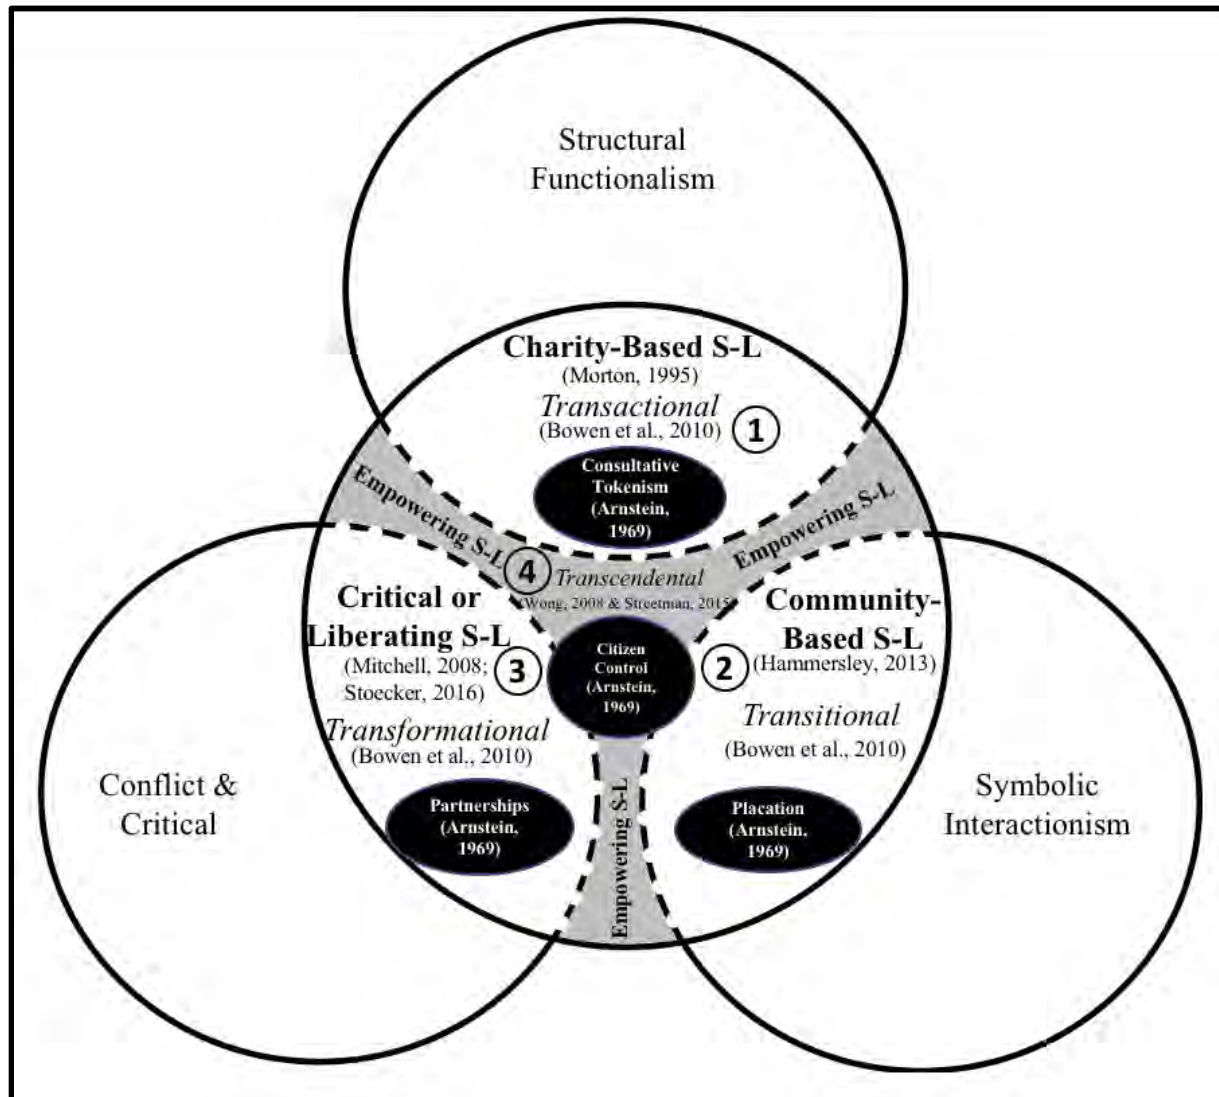 Structural
Functionalism
Charity-Based S-L
(Morton, 1995)
Transactional
(Bowen et al., 2010)
1
Consultative
Tokenism
(Arnstein,
1969)
Empowering S-L
Empowering S-L
4
Transcendental
(Wong, 2008 & Streetman, 2015)
Critical or
Liberating S-L
(Mitchell, 2008;
Stoecker, 2016)
3
Transformational
(Bowen et al., 2010)
Partnerships
(Arnstein,
1969)
Citizen
Control
(Arnstein,
1969)
Community-
Based S-L
(Hammersley, 2013)
2
Transitional
(Bowen et al., 2010)
Placation
(Arnstein,
1969)
Empowering S-L
Conflict &
Critical
Symbolic
Interactionism